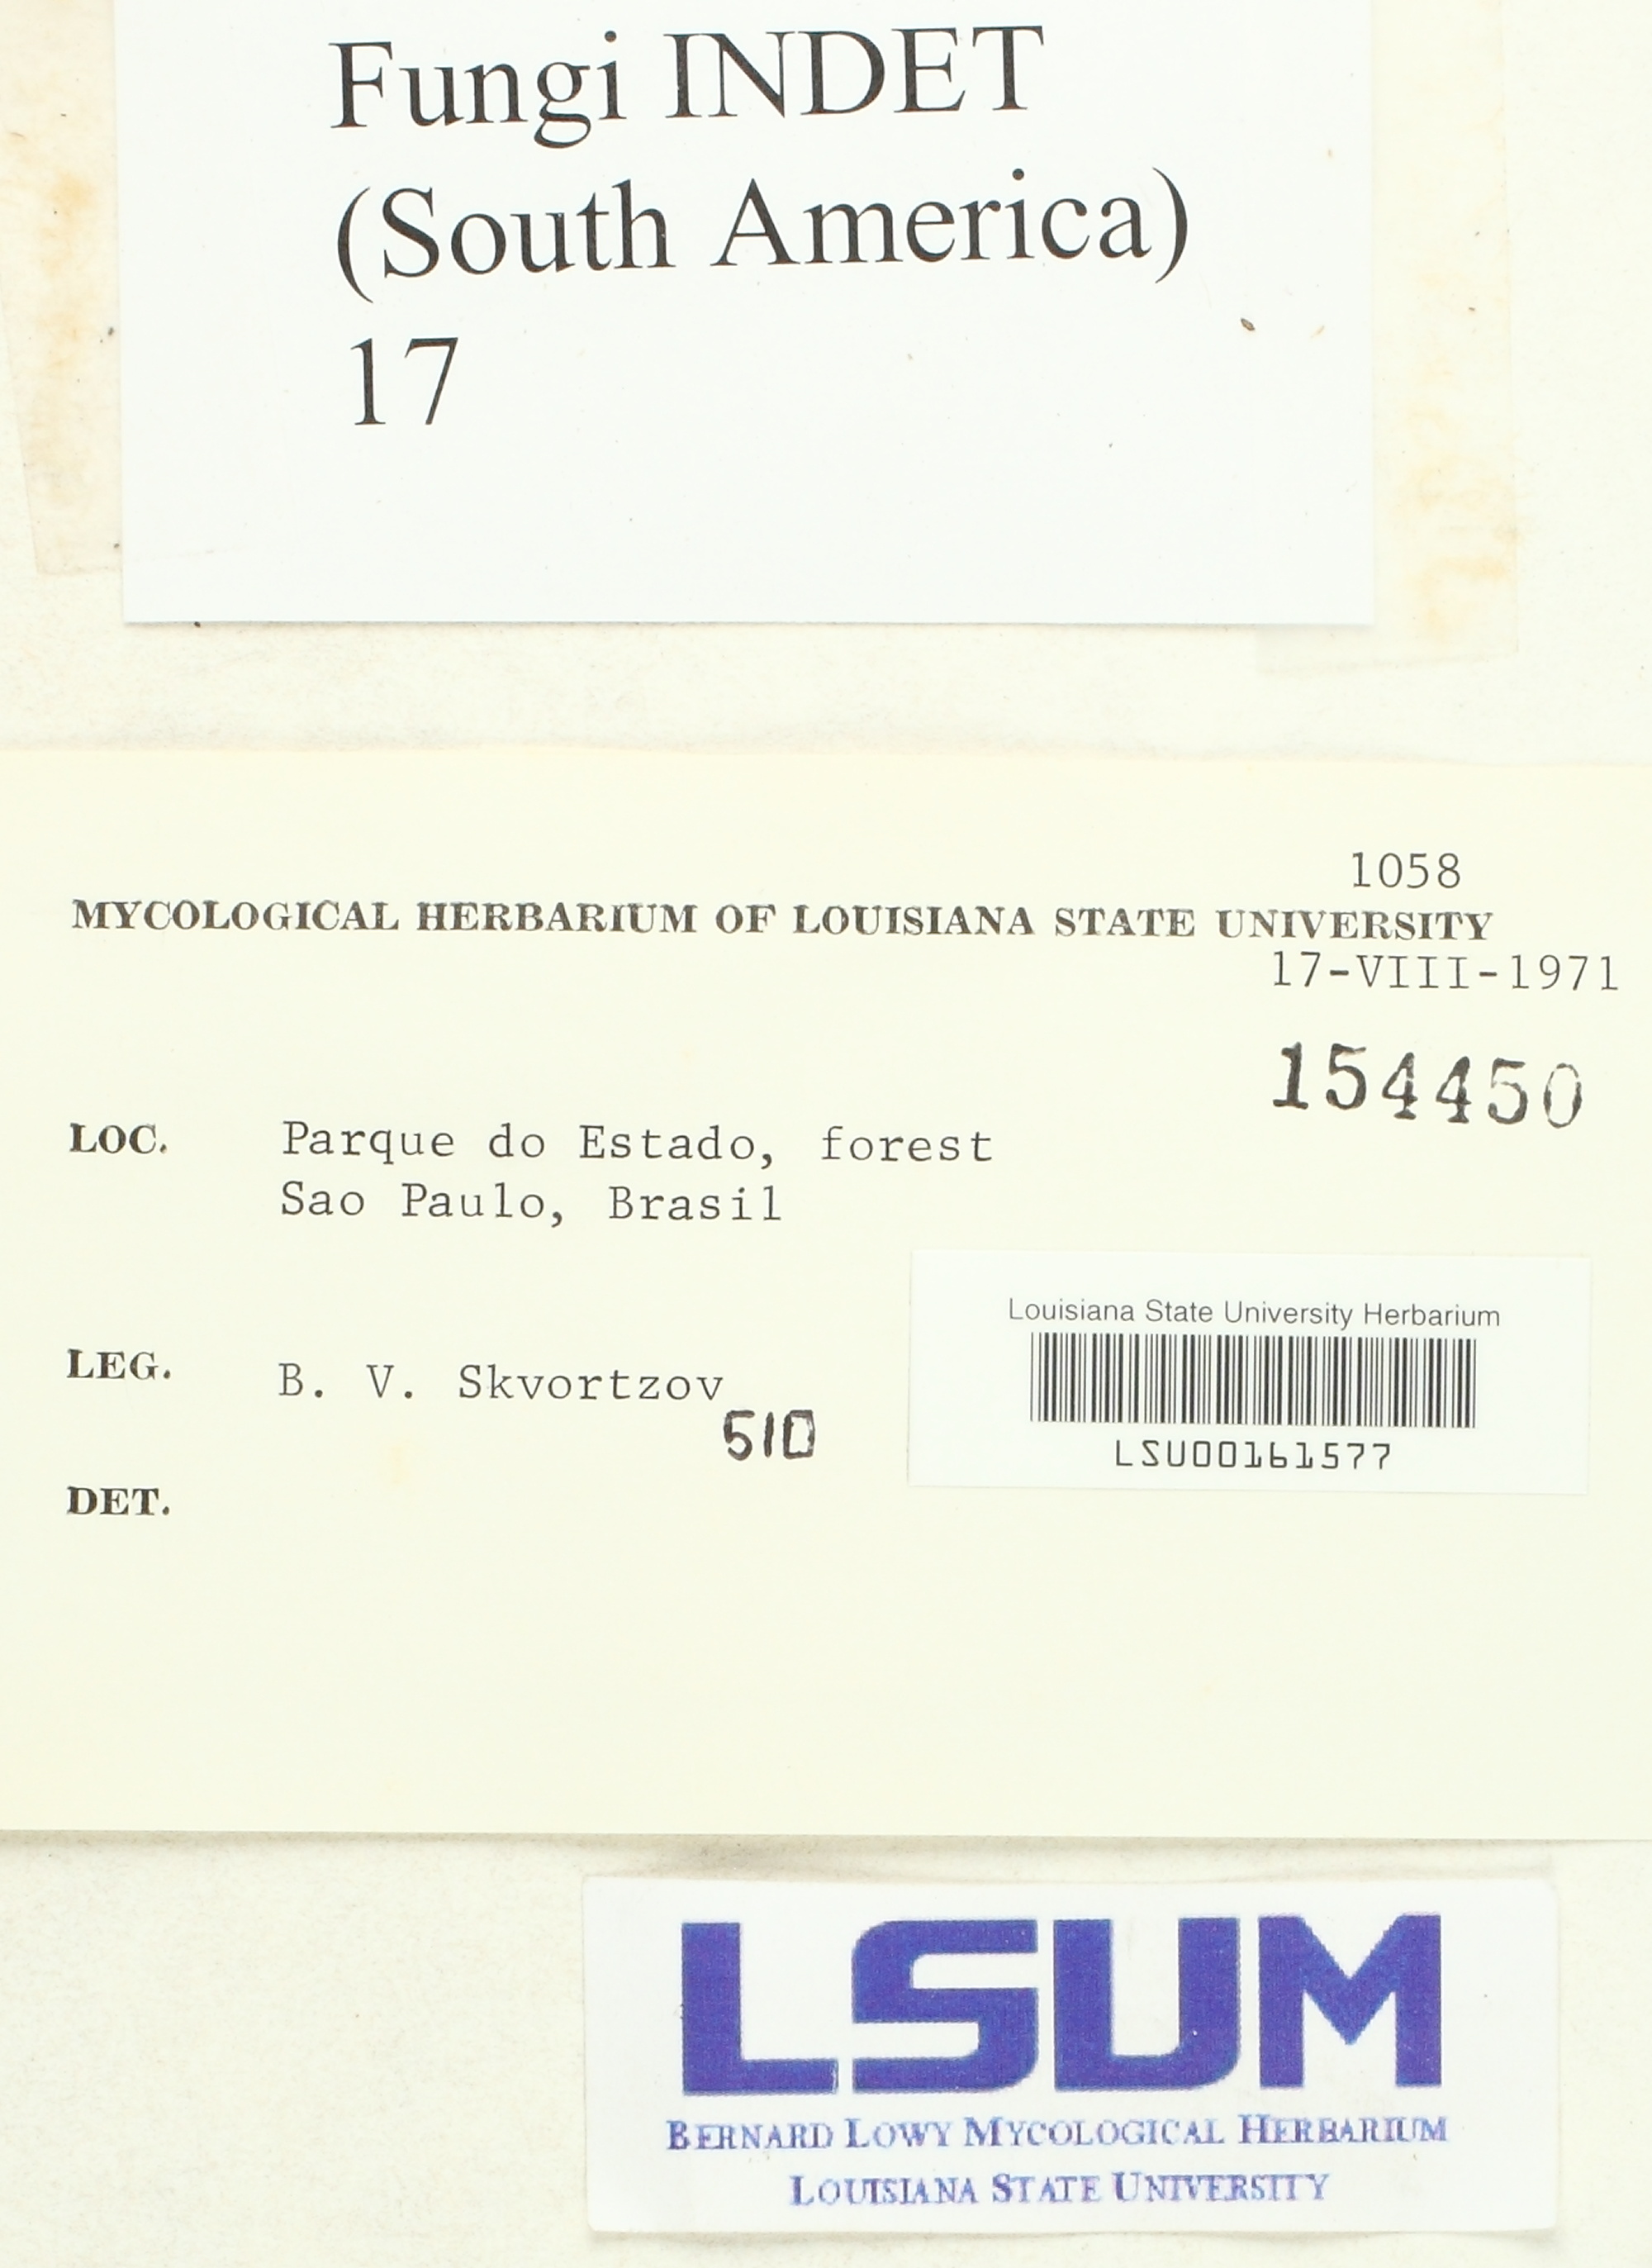 Fungi INDET
(South America)
17
1058
MYCOLOGICAL HERBARIUM OF LOUISIANA STATE UNIVERSITY
17-VIII-1971
154450
LOC. Parque do Estado, forest
Sao Paulo, Brasil
Louisiana State University Herbarium
LEG. B. V. Skvortzov
510
LSU00161577
DET.
LSUM
BERNARD LOWY MYCOLOGICAL HERBARIUM
LOUISIANA STATE UNIVERSITY